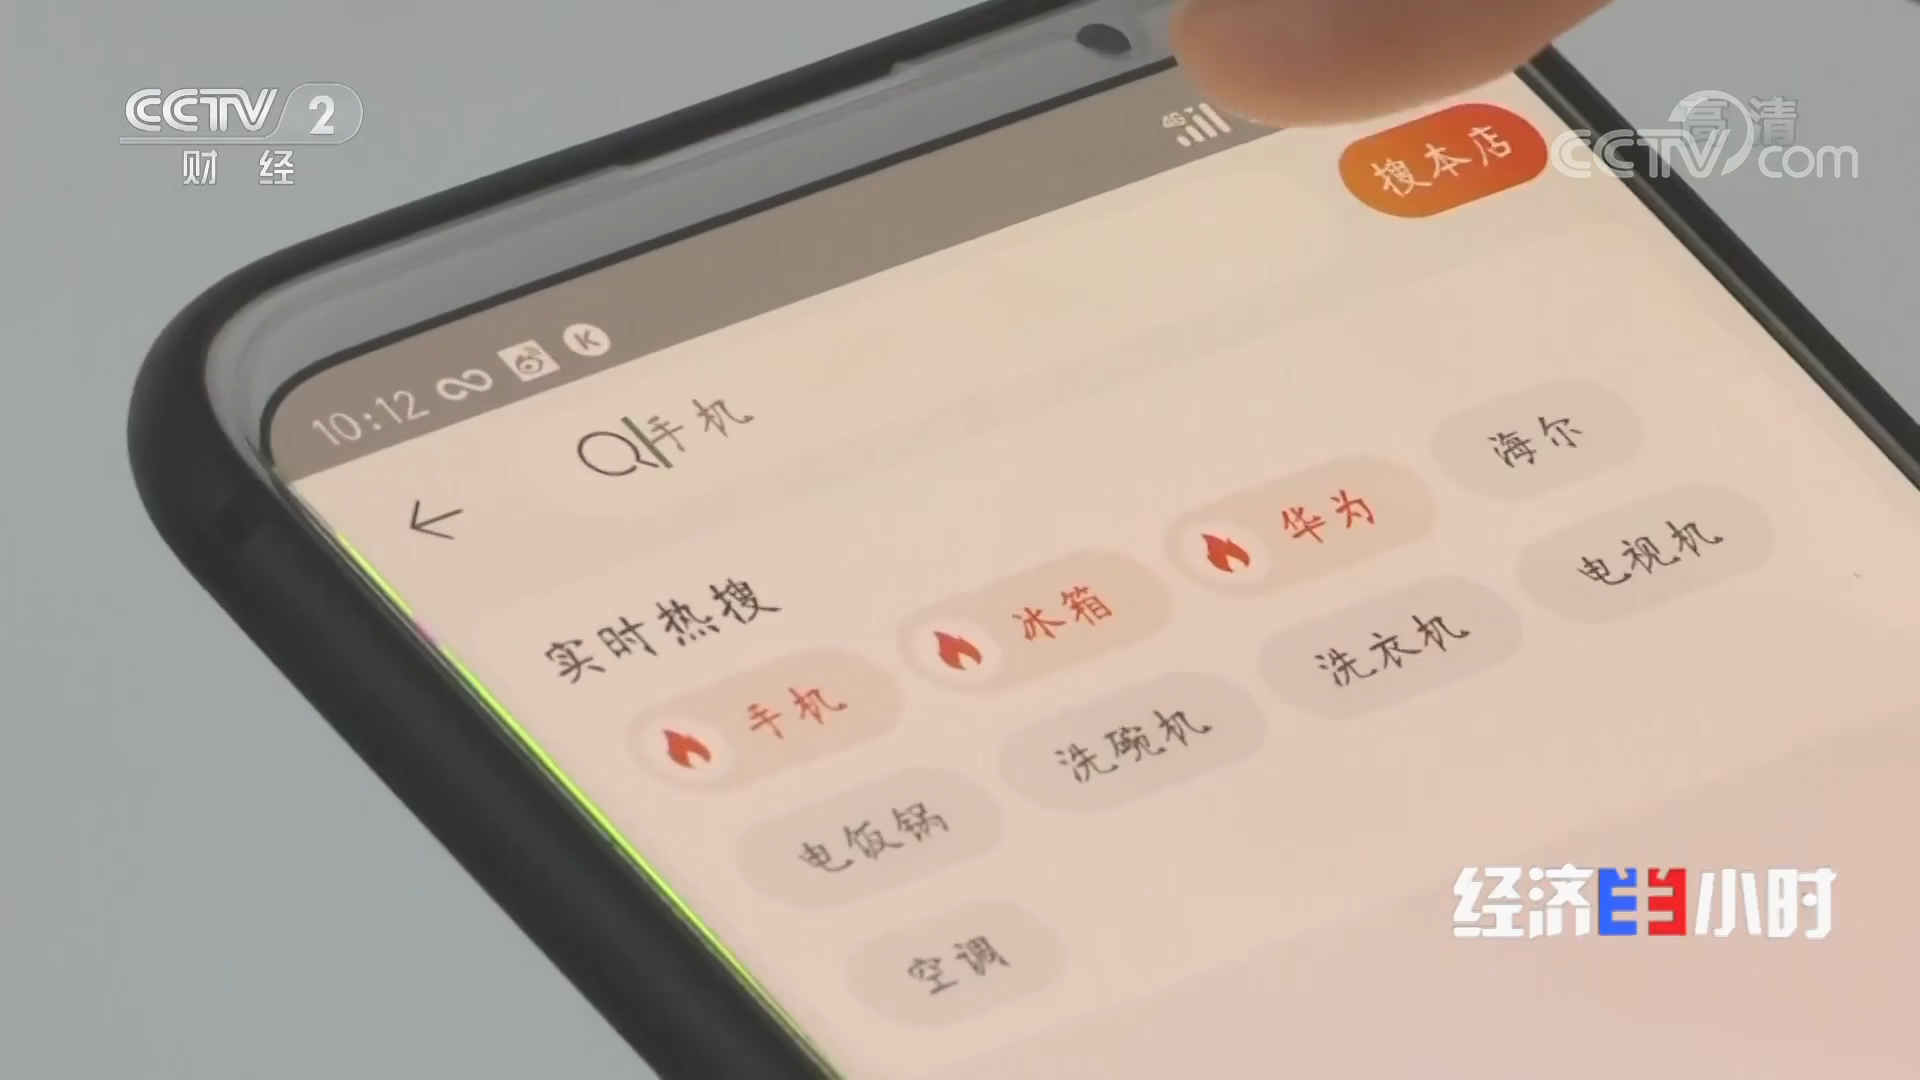 CCTV 2
财 经
高清
CCTV.com
搜本店
4G
10:12
K
手机
实时热搜
手机
冰箱
华为
海尔
电饭锅
洗碗机
洗衣机
电视机
空调
经济半小时